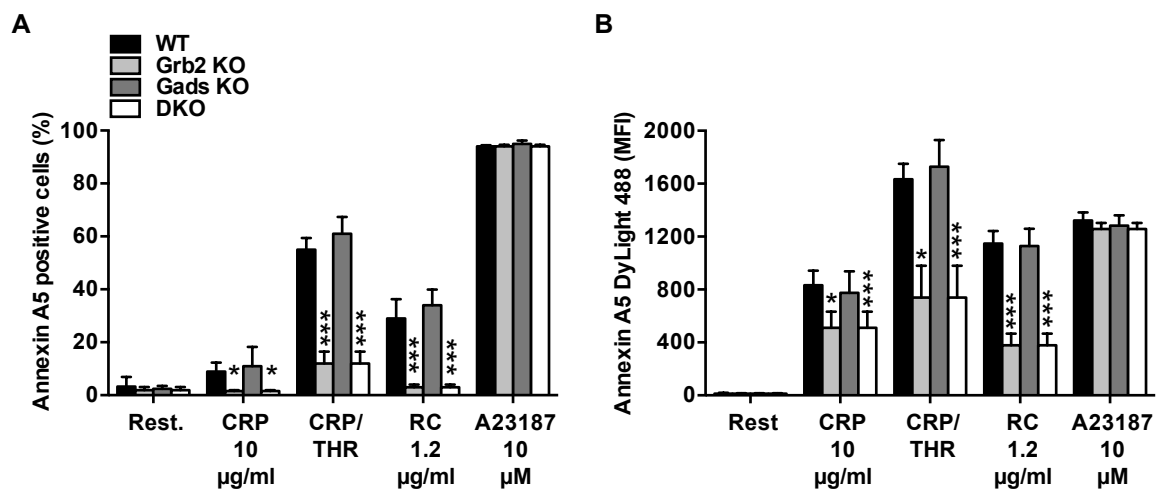 A
WT
Grb2 KO
Gads KO
DKO
Annexin A5 positive cells (%)
100
80
60
40
20
0
*
*
***
***
***
***
Rest.
CRP
10
µg/ml
CRP/
THR
RC
1.2
µg/ml
A23187
10
µM
B
Annexin A5 DyLight 488 (MFI)
2000
1600
1200
800
400
0
*
***
*
***
***
***
Rest
CRP
10
µg/ml
CRP/
THR
RC
1.2
µg/ml
A23187
10
µM